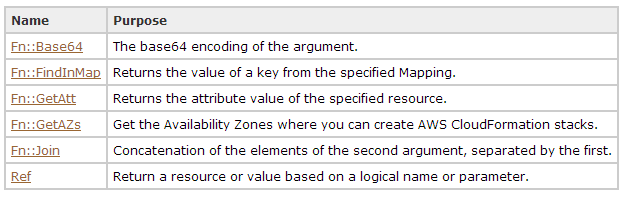 Name Purpose
Fn::Base64 The base64 encoding of the argument.
Fn::FindInMap Returns the value of a key from the specified Mapping.
Fn::GetAtt Returns the attribute value of the specified resource.
Fn::GetAZs Get the Availability Zones where you can create AWS CloudFormation stacks.
Fn::Join Concatenation of the elements of the second argument, separated by the first.
Ref Return a resource or value based on a logical name or parameter.